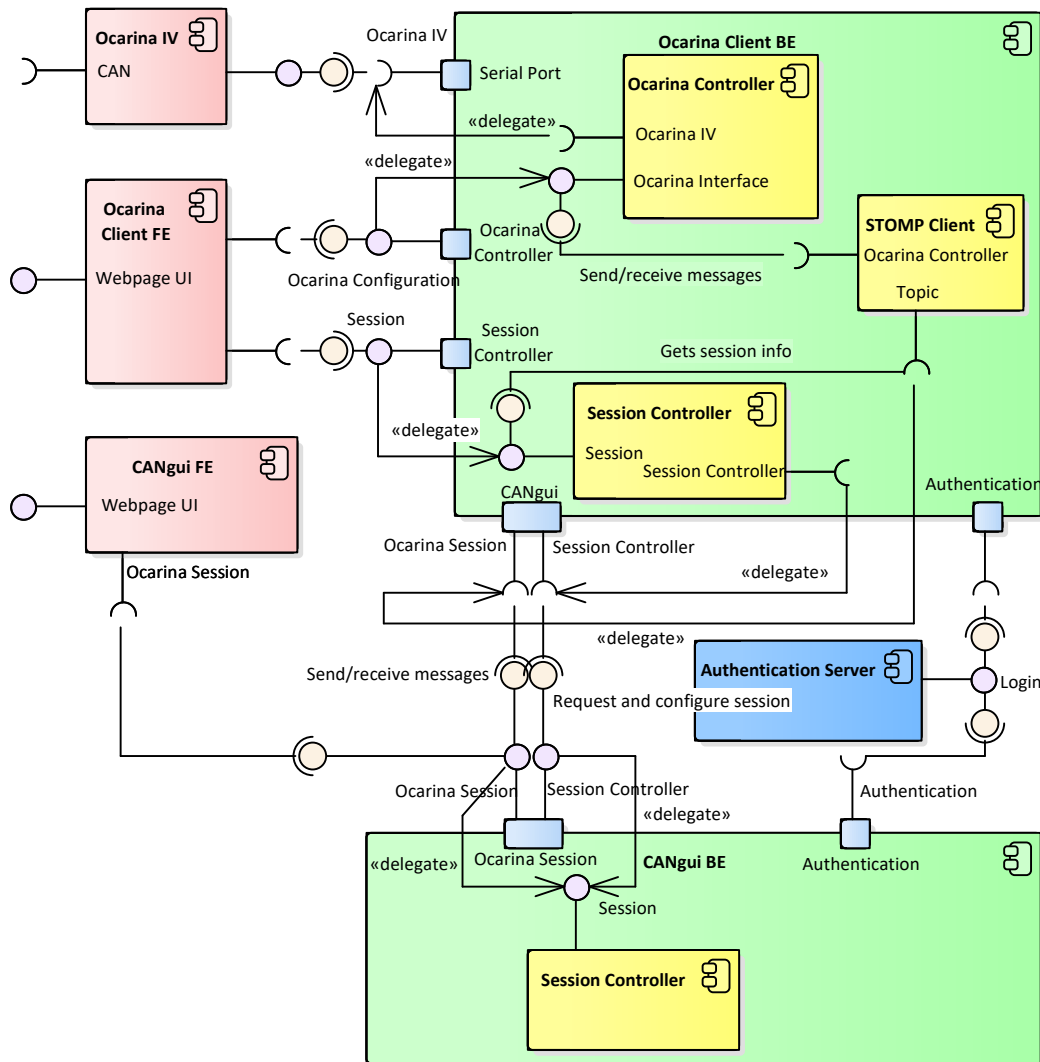 Ocarina IV
CAN
Ocarina IV
Serial Port
Ocarina Client BE
Ocarina Controller
Ocarina IV
Ocarina Interface
«delegate»
«delegate»
Ocarina
Client FE
Webpage UI
Ocarina
Controller
Ocarina Configuration
Send/receive messages
STOMP Client
Ocarina Controller
Topic
Session
Session
Controller
Gets session info
«delegate»
Session Controller
Session
Session Controller
CANgui FE
Webpage UI
Ocarina Session
CANgui
Authentication
Ocarina Session
Session Controller
«delegate»
«delegate»
Send/receive messages
Request and configure session
Authentication Server
Login
Ocarina Session
Session Controller
«delegate»
«delegate»
Authentication
Ocarina Session
CANgui BE
Authentication
Session
Session Controller